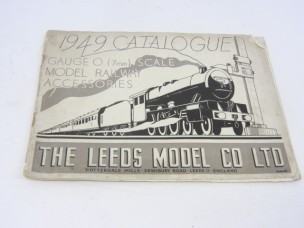 1949 CATALOGUE
GAUGE O (7mm) SCALE
MODEL RAILWAY
ACCESSORIES
THE LEEDS MODEL CO LTD
POTTERDALE MILLS · DEWSBURY ROAD · LEEDS 11 · ENGLAND